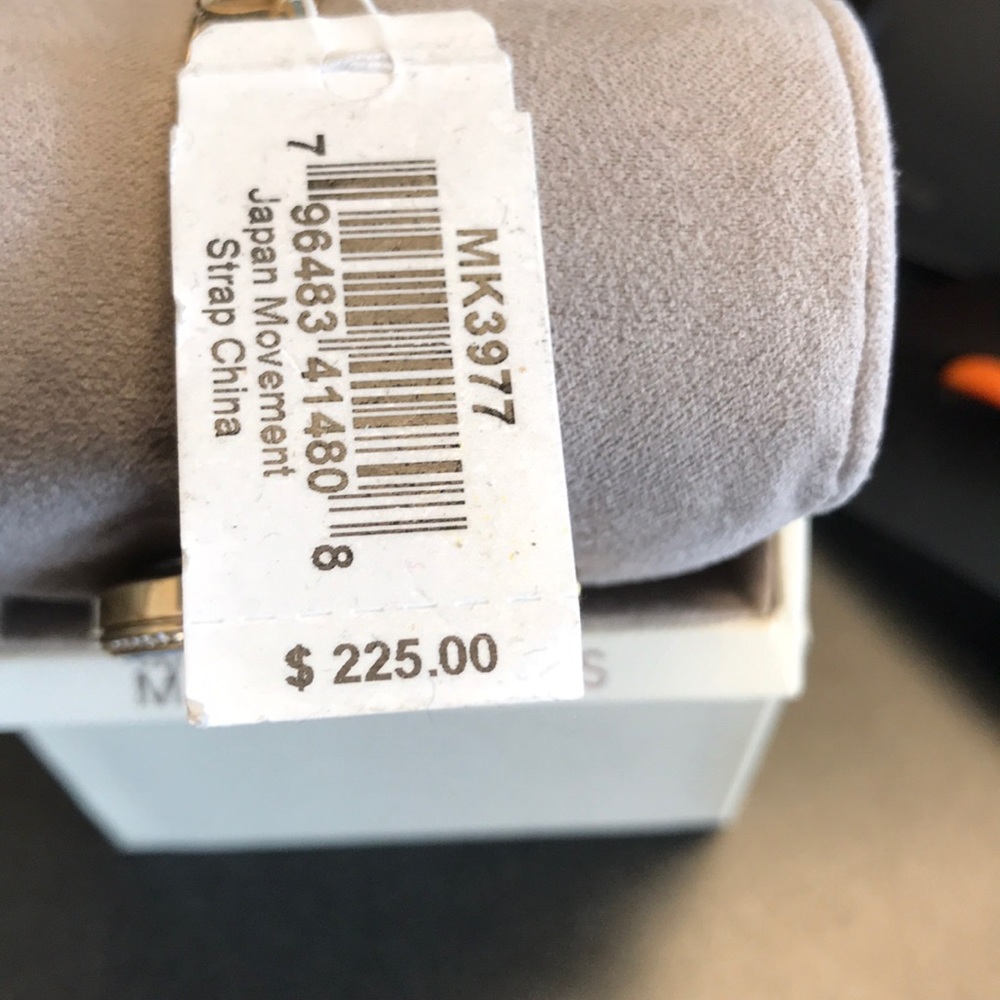 MK3977
7 96483 41480 8
Japan Movement
Strap China
$ 225.00
M
S